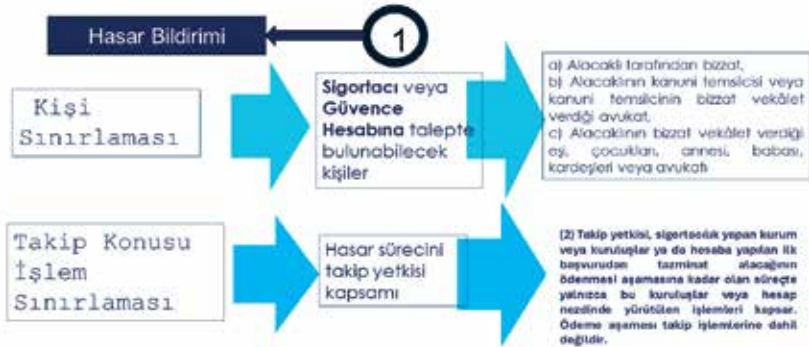 Hasar Bildirimi
1
Kişi
Sınırlaması
Sigortacı veya
Güvence
Hesabına talepte
bulunabilecek
kişiler
a) Alacaklı tarafından bizzat,
b) Alacaklının kanuni temsilcisi veya
kanuni temsilcinin bizzat vekâlet
verdiği avukat,
c) Alacaklının bizzat vekâlet verdiği
eşi, çocukları, annesi, babası,
kardeşleri veya avukatı
Takip Konusu
İşlem
Sınırlaması
Hasar sürecini
takip yetkisi
kapsamı
(2) Takip yetkisi, sigortacılık yapan kurum
veya kuruluşlar ya da hesaba yapılan ilk
başvurudan tazminat alacağının
ödenmesi aşamasına kadar olan süreçte
yalnızca bu kuruluşlar veya hesap
nezdinde yürütülen işlemleri kapsar.
Ödeme aşaması takip işlemlerine dahil
değildir.